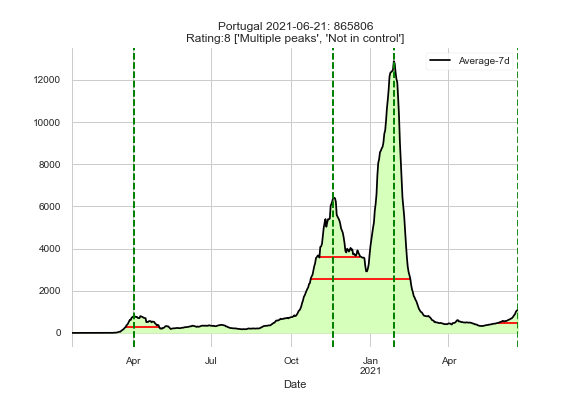 Portugal 2021-06-21: 865806
Rating:8 ['Multiple peaks', 'Not in control']
Average-7d
12000
10000
8000
6000
4000
2000
0
Apr Jul Oct Jan Apr
2021
Date